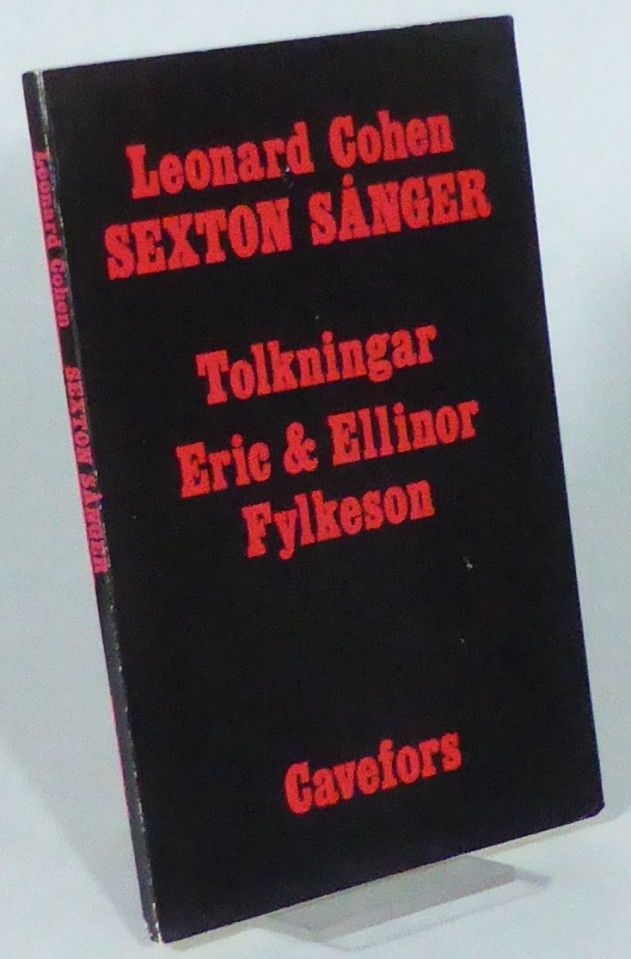 Leonard Cohen
SEXTON SÅNGER
Tolkningar
Eric & Ellinor
Fylkeson
Cavefors
Leonard Cohen SEXTON SÅNGER